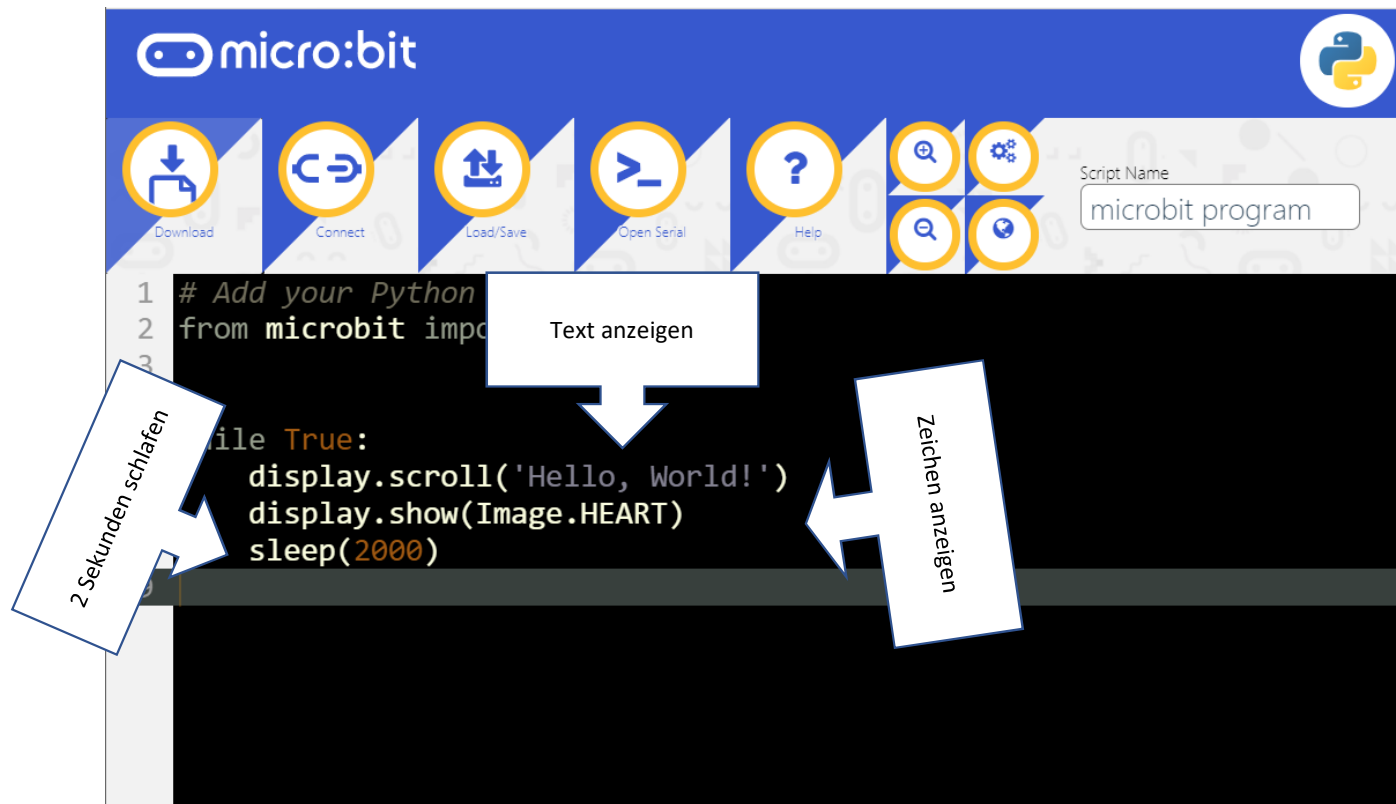 micro:bit
Script Name
microbit program
>_
?
Download
Connect
Load/Save
Open Serial
Help
1 # Add your Python
2 from microbit impo
3
Text anzeigen
ile True:
display.scroll('Hello, World!')
display.show(Image.HEART)
sleep(2000)
9
2 Sekunden schlafen
Zeichen anzeigen